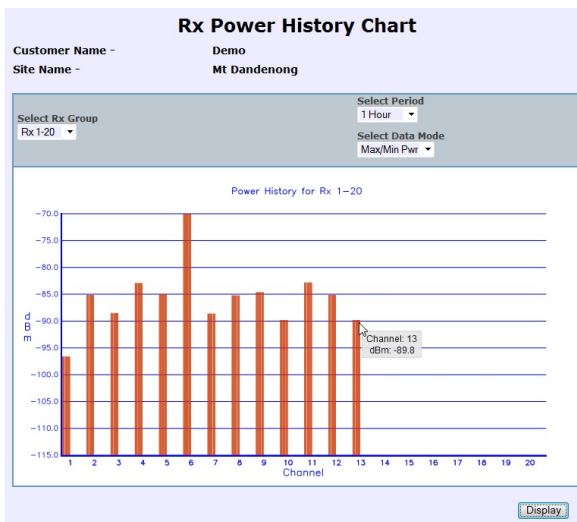 Rx Power History Chart
Customer Name - Demo
Site Name - Mt Dandenong
Select Rx Group
Rx 1-20
Select Period
1 Hour
Select Data Mode
Max/Min Pwr
Power History for Rx 1-20
-70.0
-75.0
-80.0
-85.0
-90.0
-95.0
-100.0
-105.0
-110.0
-115.0
dBm
Channel: 13
dBm: -89.8
1 2 3 4 5 6 7 8 9 10 11 12 13 14 15 16 17 18 19 20
Channel
Display